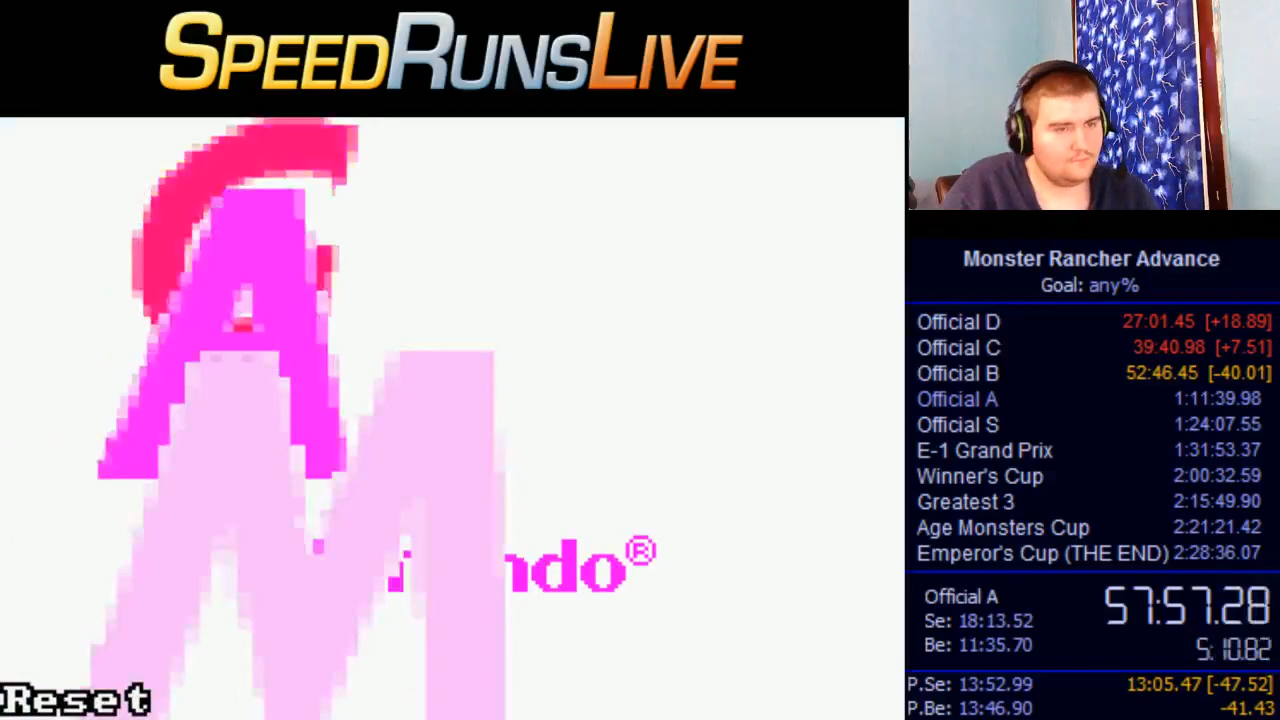 SPEEDRUNSLIVE
GAM
ndo®
Reset
Monster Rancher Advance
Goal: any%
Official D 27:01.45 [+18.89]
Official C 39:40.98 [+7.51]
Official B 52:46.45 [-40.01]
Official A 1:11:39.98
Official S 1:24:07.55
E-1 Grand Prix 1:31:53.37
Winner's Cup 2:00:32.59
Greatest 3 2:15:49.90
Age Monsters Cup 2:21:21.42
Emperor's Cup (THE END) 2:28:36.07
Official A 57:57.28
Se: 18:13.52
Be: 11:35.70 5:10.82
P.Se: 13:52.99 13:05.47 [-47.52]
P.Be: 13:46.90 -41.43